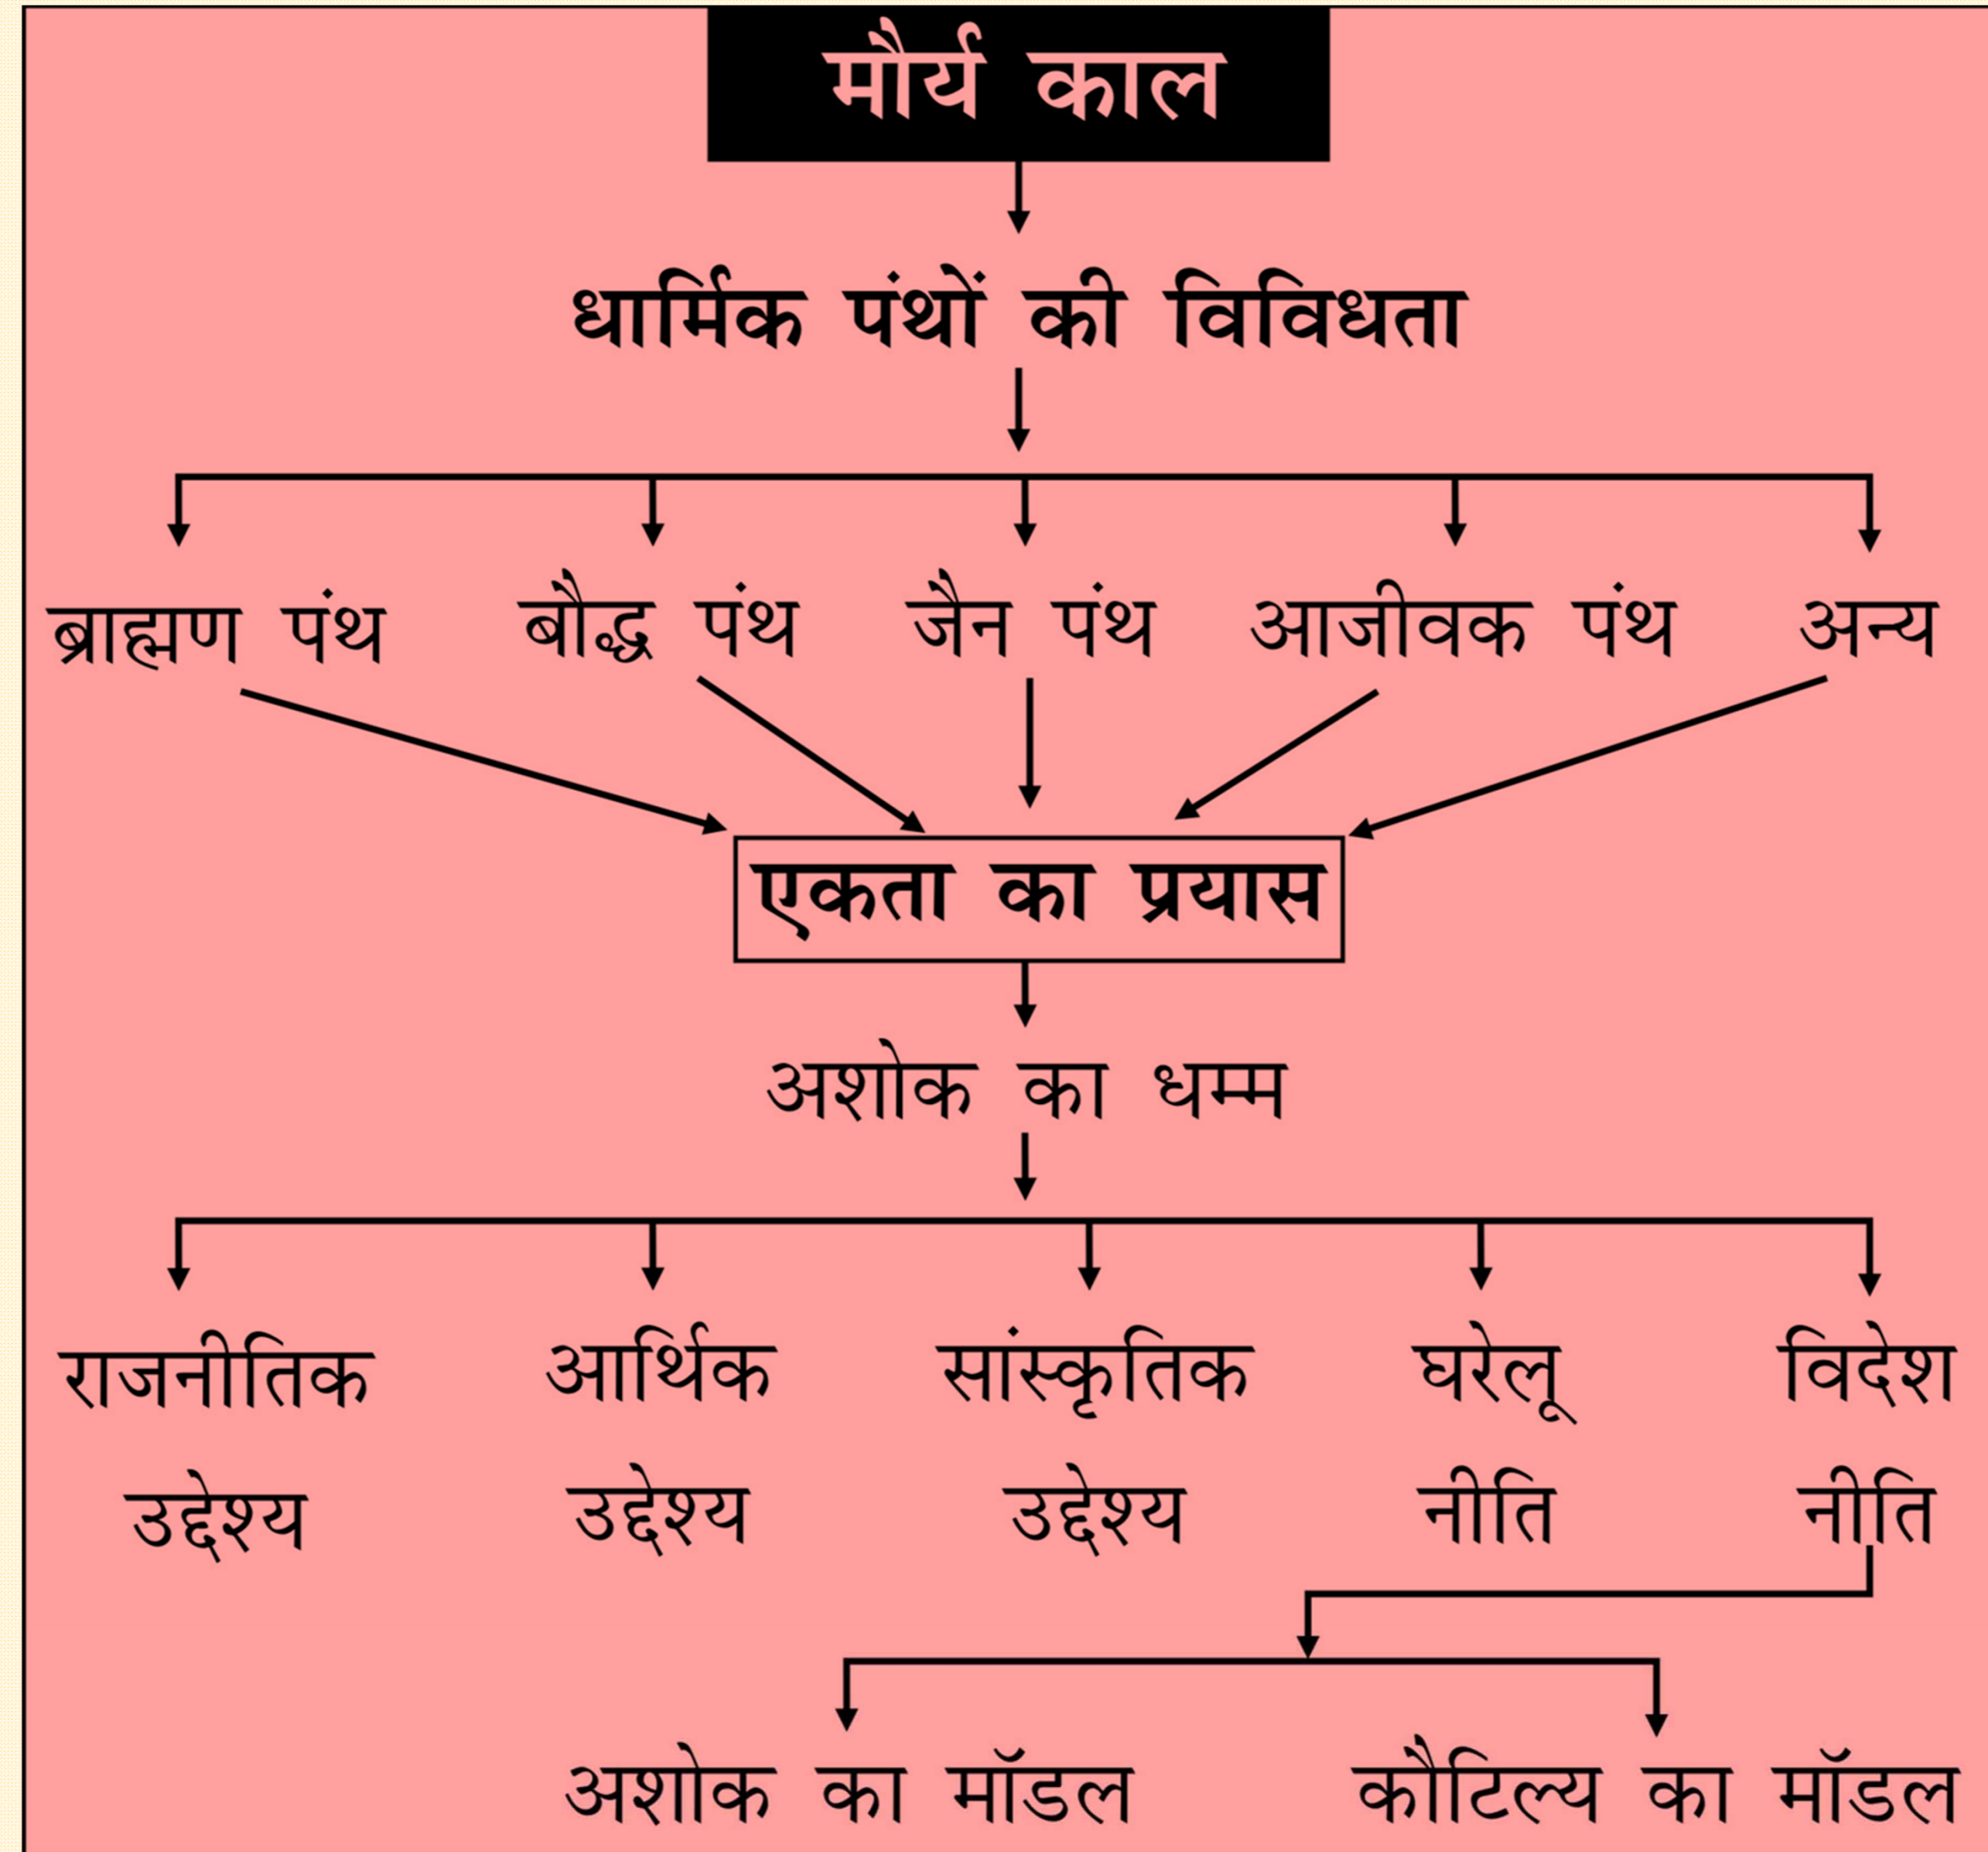 मौर्य काल
धार्मिक पंथों की विविधता
ब्राह्मण पंथ बौद्ध पंथ जैन पंथ आजीवक पंथ अन्य
एकता का प्रयास
अशोक का धम्म
राजनीतिक आर्थिक सांस्कृतिक घरेलू विदेश
उद्देश्य उद्देश्य उद्देश्य नीति नीति
अशोक का मॉडल कौटिल्य का मॉडल